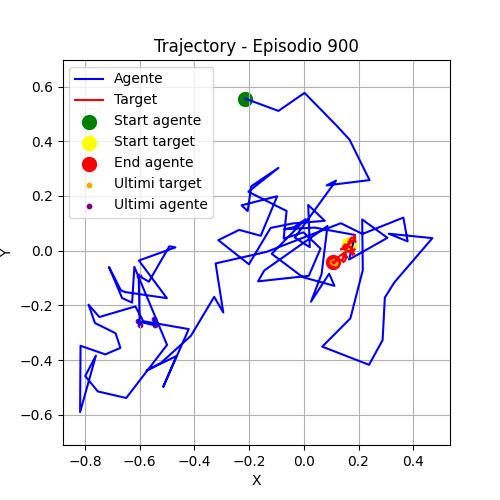 Trajectory - Episodio 900
Agente
Target
Start agente
Start target
End agente
Ultimi target
Ultimi agente
0.6
0.4
0.2
0.0
−0.2
−0.4
−0.6
Y
−0.8 −0.6 −0.4 −0.2 0.0 0.2 0.4
X